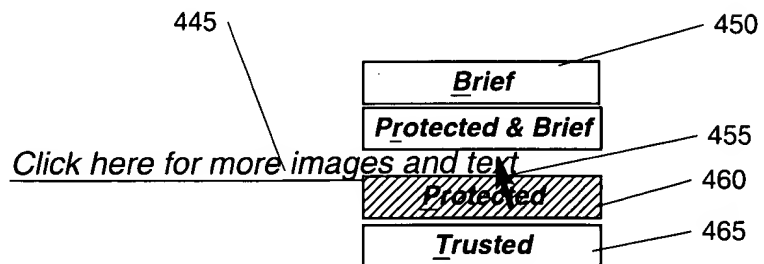 445
450
Brief
Protected & Brief
455
Click here for more images and text
460
Protected
Trusted
465